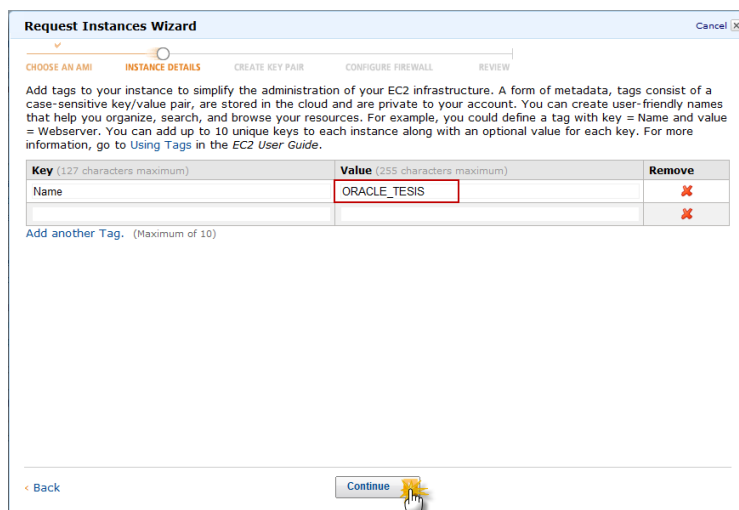 Request Instances Wizard
Cancel
CHOOSE AN AMI INSTANCE DETAILS CREATE KEY PAIR CONFIGURE FIREWALL REVIEW
Add tags to your instance to simplify the administration of your EC2 infrastructure. A form of metadata, tags consist of a
case-sensitive key/value pair, are stored in the cloud and are private to your account. You can create user-friendly names
that help you organize, search, and browse your resources. For example, you could define a tag with key = Name and value
= Webserver. You can add up to 10 unique keys to each instance along with an optional value for each key. For more
information, go to Using Tags in the EC2 User Guide.
Key (127 characters maximum) Value (255 characters maximum) Remove
Name ORACLE_TESIS
Add another Tag. (Maximum of 10)
< Back Continue